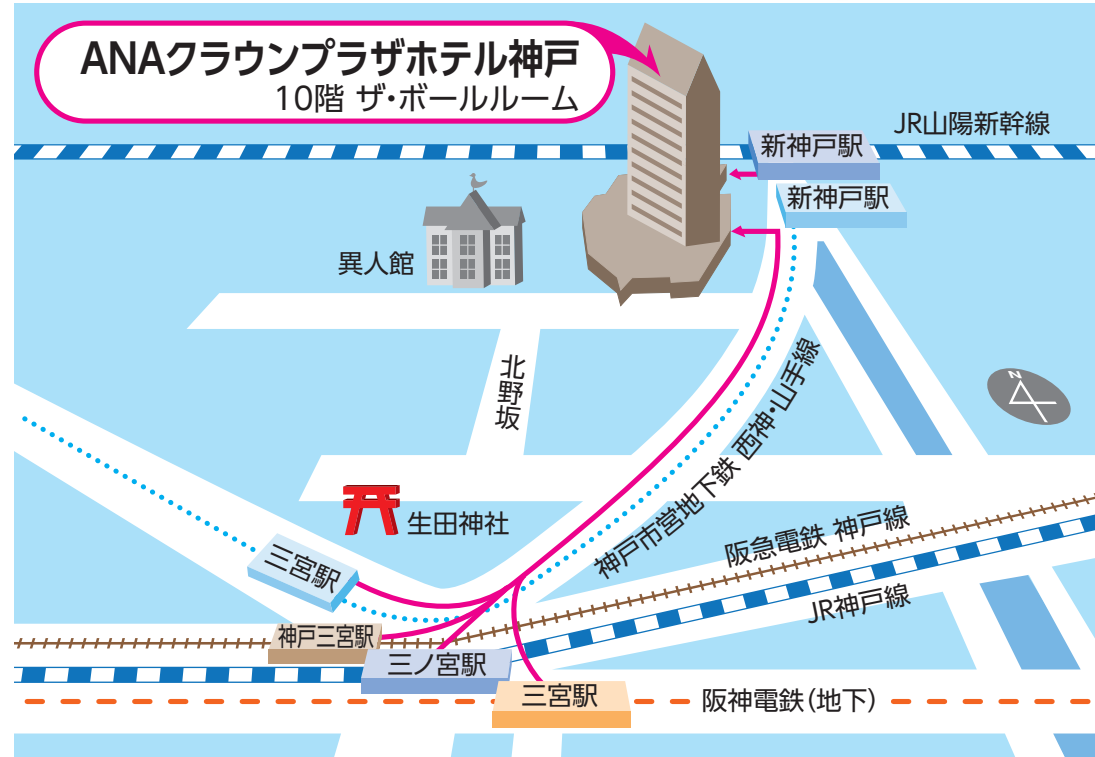 ANAクラウンプラザホテル神戸
10階 ザ・ボールルーム
JR山陽新幹線
新神戸駅
新神戸駅
異人館
北野坂
神戸市営地下鉄 西神・山手線
N
生田神社
阪急電鉄 神戸線
JR神戸線
三宮駅
神戸三宮駅
三ノ宮駅
三宮駅
阪神電鉄(地下)